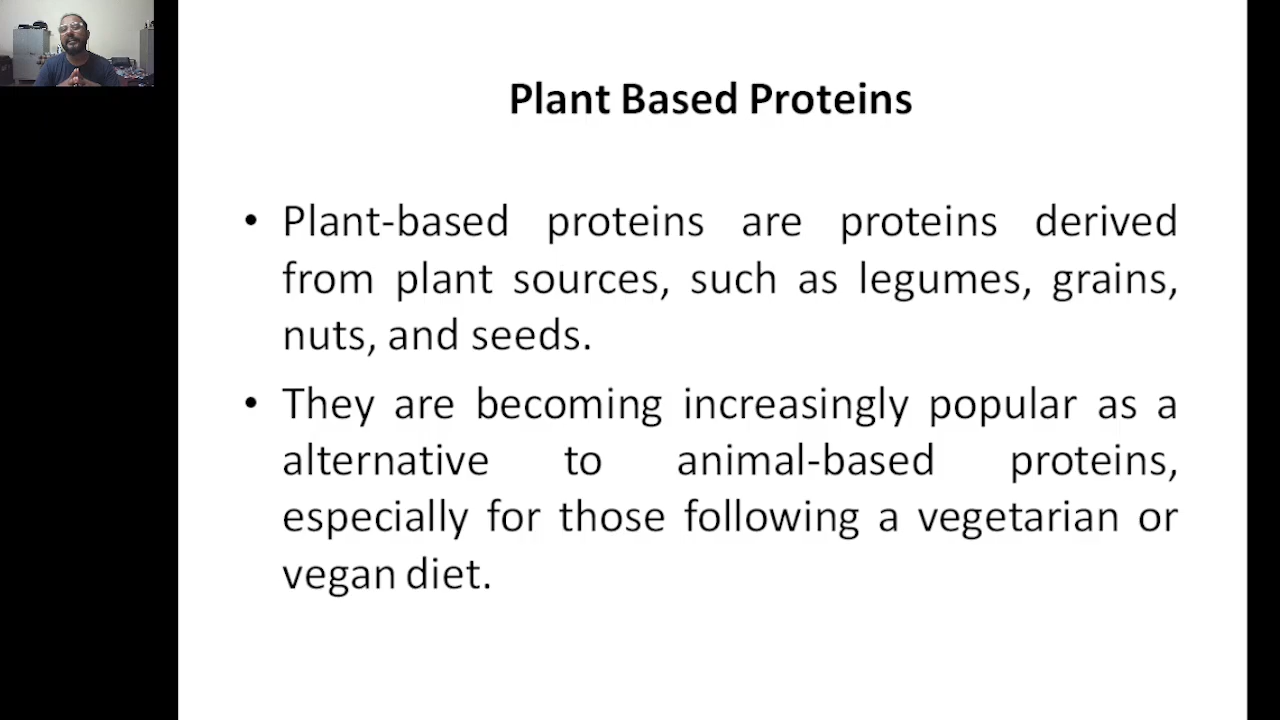 Plant Based Proteins
• Plant-based proteins are proteins derived
from plant sources, such as legumes, grains,
nuts, and seeds.
• They are becoming increasingly popular as a
alternative to animal-based proteins,
especially for those following a vegetarian or
vegan diet.